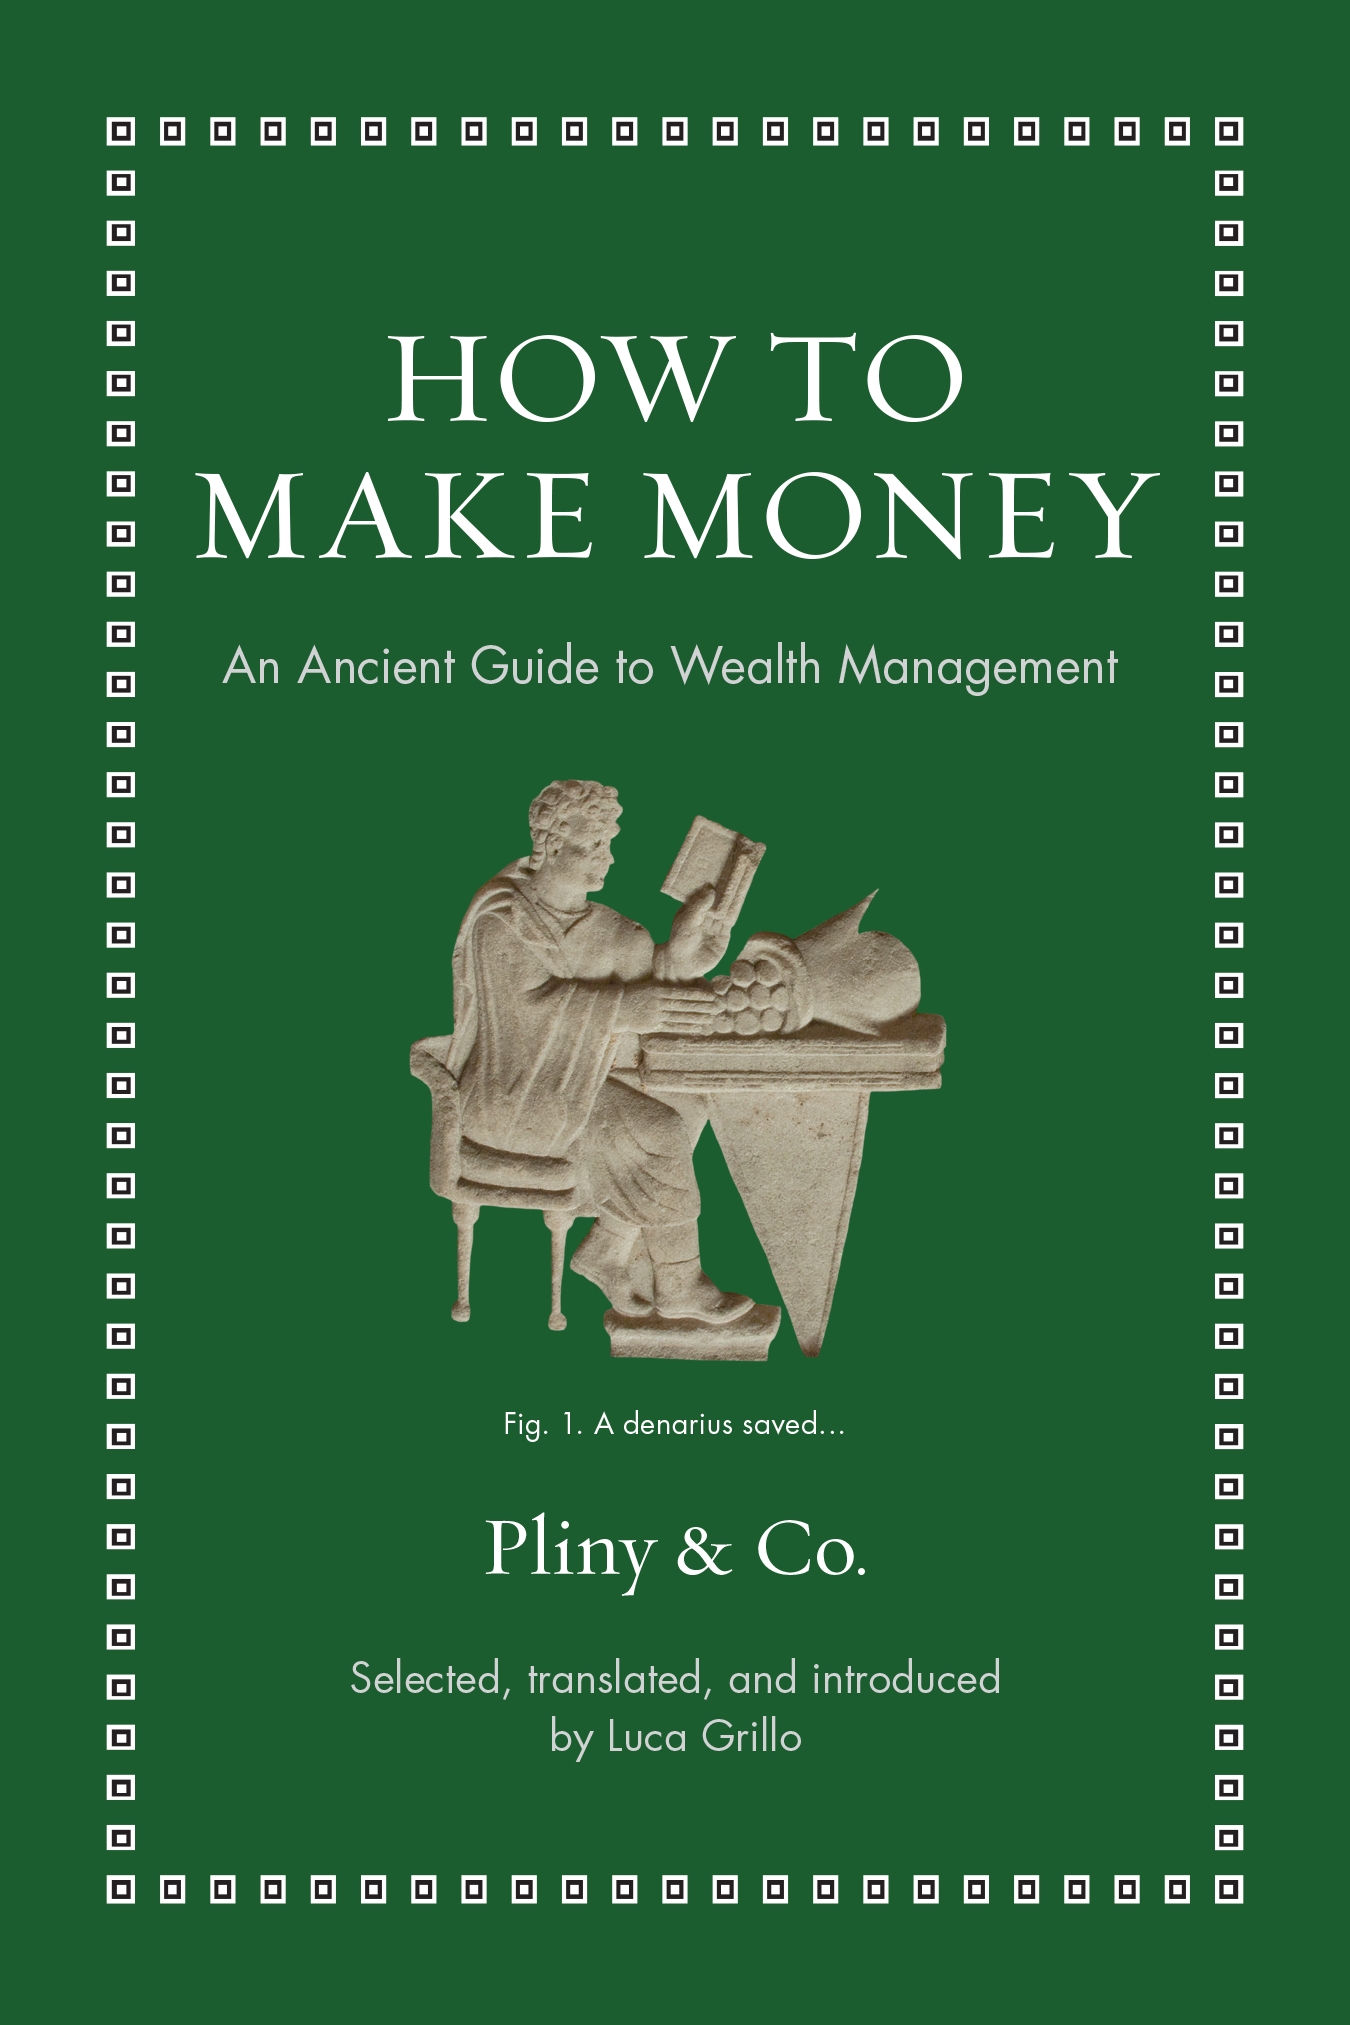 HOW TO
MAKE MONEY
An Ancient Guide to Wealth Management
Fig. 1. A denarius saved...
Pliny & Co.
Selected, translated, and introduced
by Luca Grillo